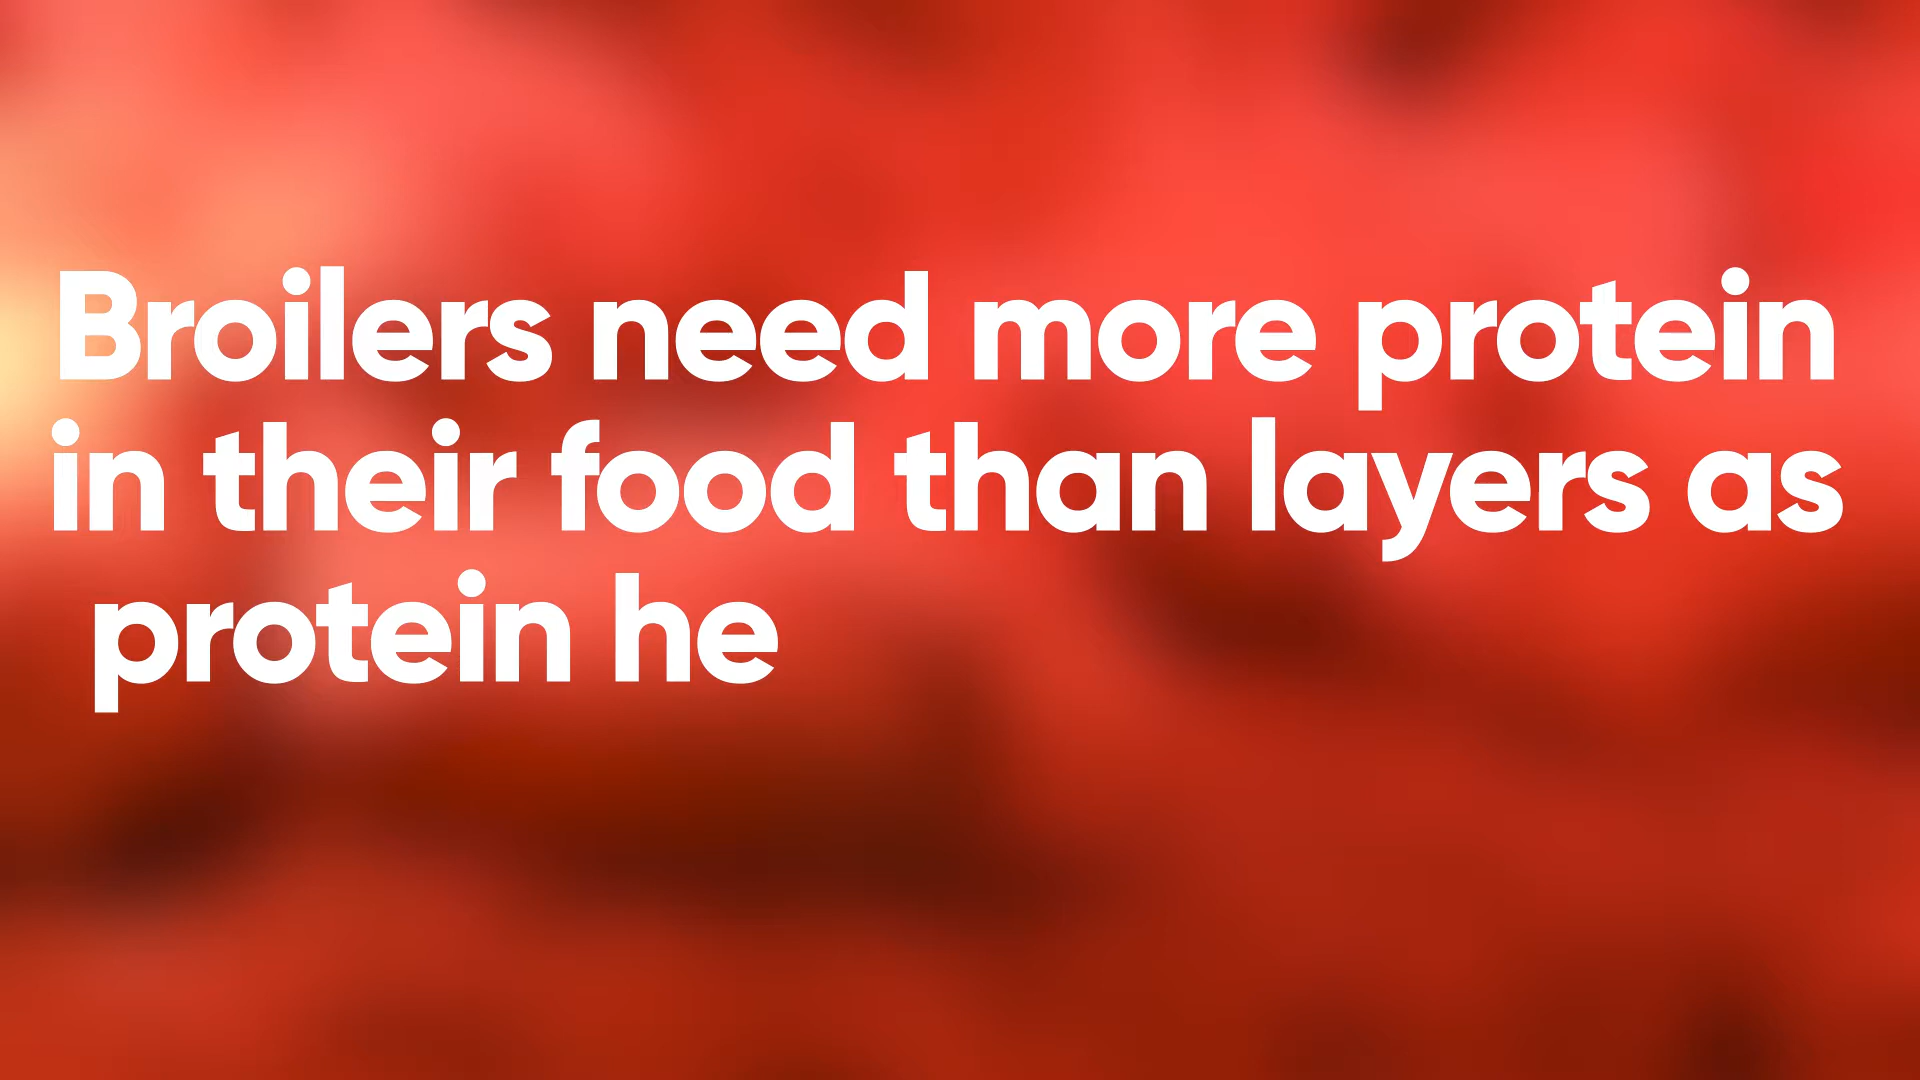 Broilers need more protein
in their food than layers as
protein he